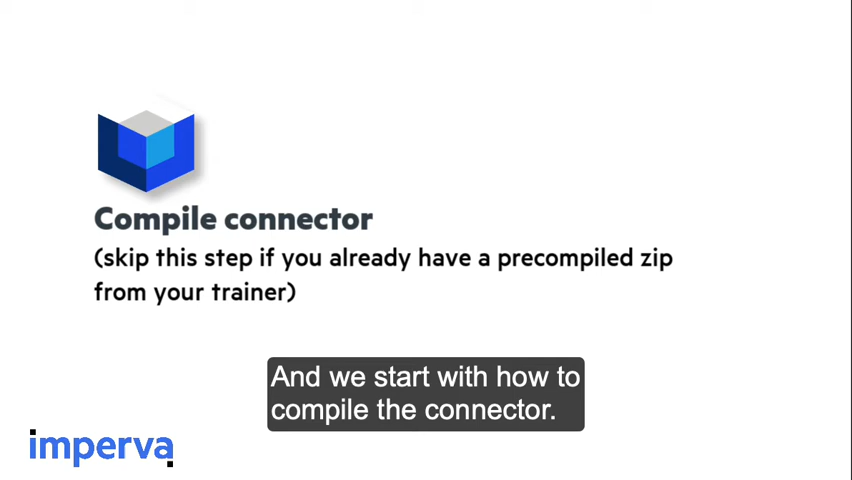 Compile connector
(skip this step if you already have a precompiled zip
from your trainer)
And we start with how to
compile the connector.
imperva